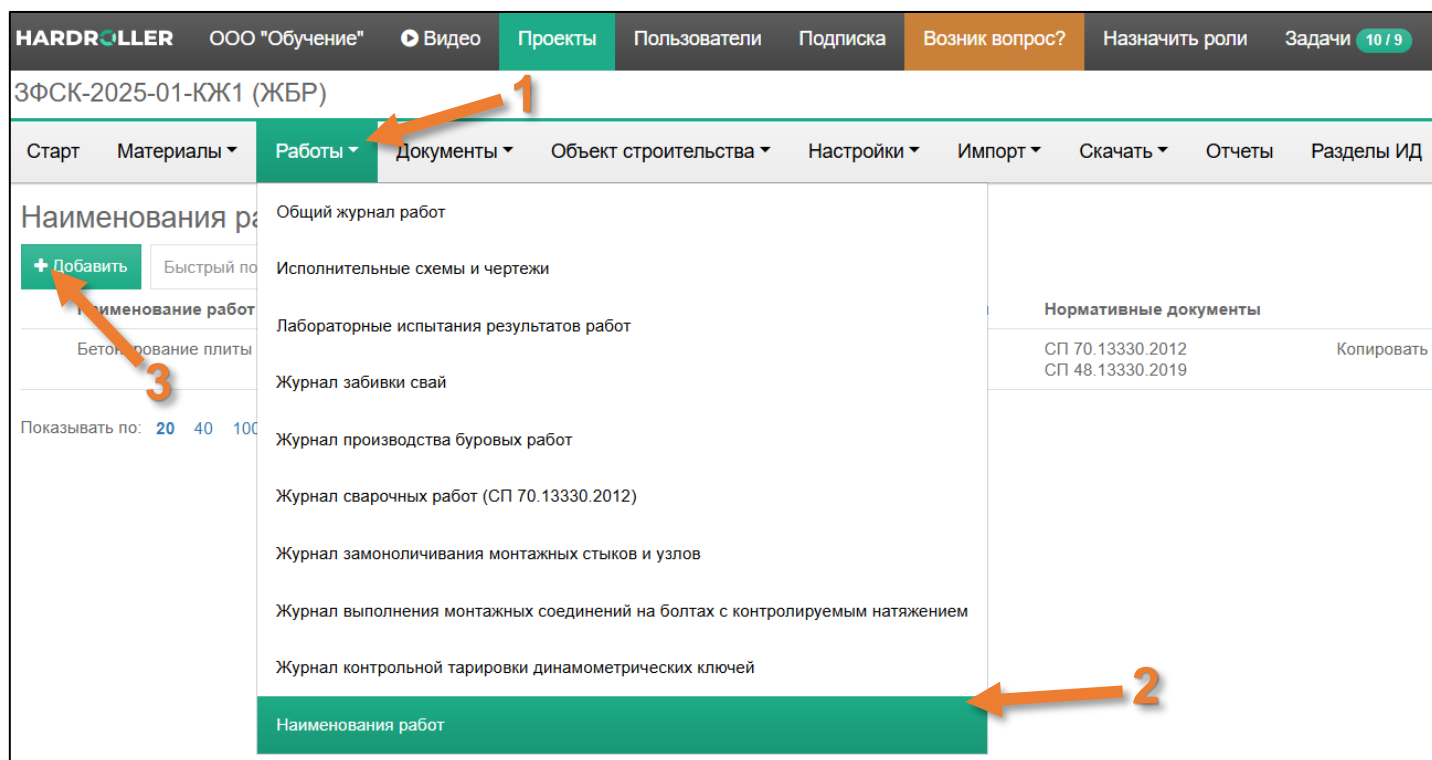 HARDROLLER ООО "Обучение" Видео Проекты Пользователи Подписка Возник вопрос? Назначить роли Задачи 10 / 9
ЗФСК-2025-01-КЖ1 (ЖБР)
1
Старт Материалы Работы Документы Объект строительства Настройки Импорт Скачать Отчеты Разделы ИД
Наименования ра
Общий журнал работ
+ Добавить Быстрый по
Исполнительные схемы и чертежи
Наименование работ Нормативные документы
Лабораторные испытания результатов работ
Бетонирование плиты СП 70.13330.2012 Копировать
СП 48.13330.2019
3
Журнал забивки свай
Показывать по: 20 40 100
Журнал производства буровых работ
Журнал сварочных работ (СП 70.13330.2012)
Журнал замоноличивания монтажных стыков и узлов
Журнал выполнения монтажных соединений на болтах с контролируемым натяжением
Журнал контрольной тарировки динамометрических ключей
2
Наименования работ